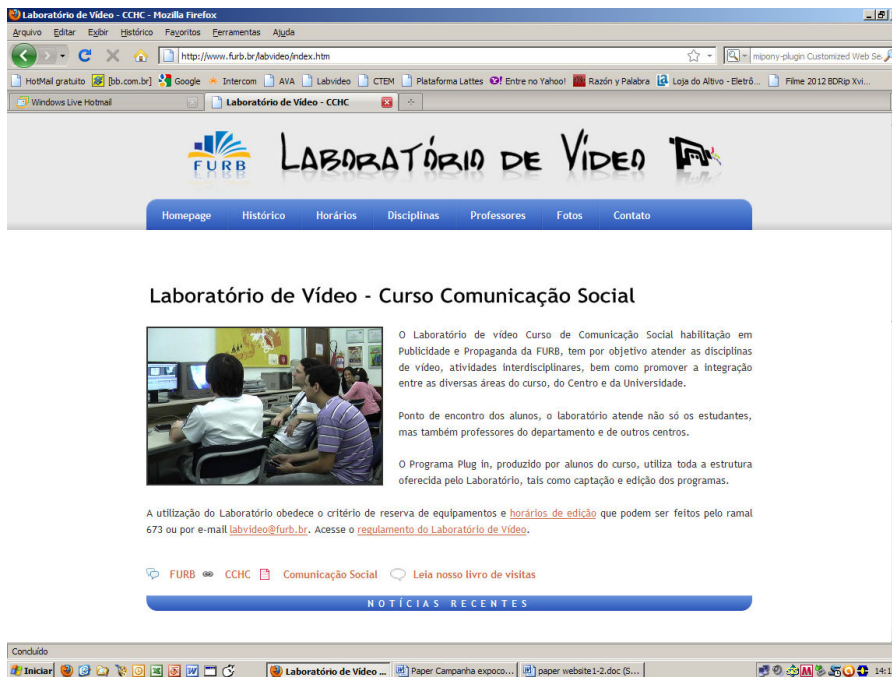 Laboratório de Vídeo - CCHC - Mozilla Firefox
Arquivo Editar Exibir Histórico Favoritos Ferramentas Ajuda
http://www.furb.br/labvideo/index.htm
mipony-plugin Customized Web Se
HotMail gratuito [bb.com.br] Google Intercom AVA Labvideo CTEM Plataforma Lattes Entre no Yahoo! Razón y Palabra Loja do Altivo - Eletrô... Filme 2012 BDRip Xvi...
Windows Live Hotmail Laboratório de Vídeo - CCHC
FURB LABORATÓRIO DE VÍDEO
Homepage Histórico Horários Disciplinas Professores Fotos Contato
Laboratório de Vídeo - Curso Comunicação Social
O Laboratório de vídeo Curso de Comunicação Social habilitação em
Publicidade e Propaganda da FURB, tem por objetivo atender as disciplinas
de vídeo, atividades interdisciplinares, bem como promover a integração
entre as diversas áreas do curso, do Centro e da Universidade.
Ponto de encontro dos alunos, o laboratório atende não só os estudantes,
mas também professores do departamento e de outros centros.
O Programa Plug in, produzido por alunos do curso, utiliza toda a estrutura
oferecida pelo Laboratório, tais como captação e edição dos programas.
A utilização do Laboratório obedece o critério de reserva de equipamentos e horários de edição que podem ser feitos pelo ramal
673 ou por e-mail labvideo@furb.br. Acesse o regulamento do Laboratório de Vídeo.
FURB CCHC Comunicação Social Leia nosso livro de visitas
NOTÍCIAS RECENTES
Concluído
Iniciar Laboratório de Vídeo ... Paper Campanha expoco... paper website1-2.doc (S... 14:1